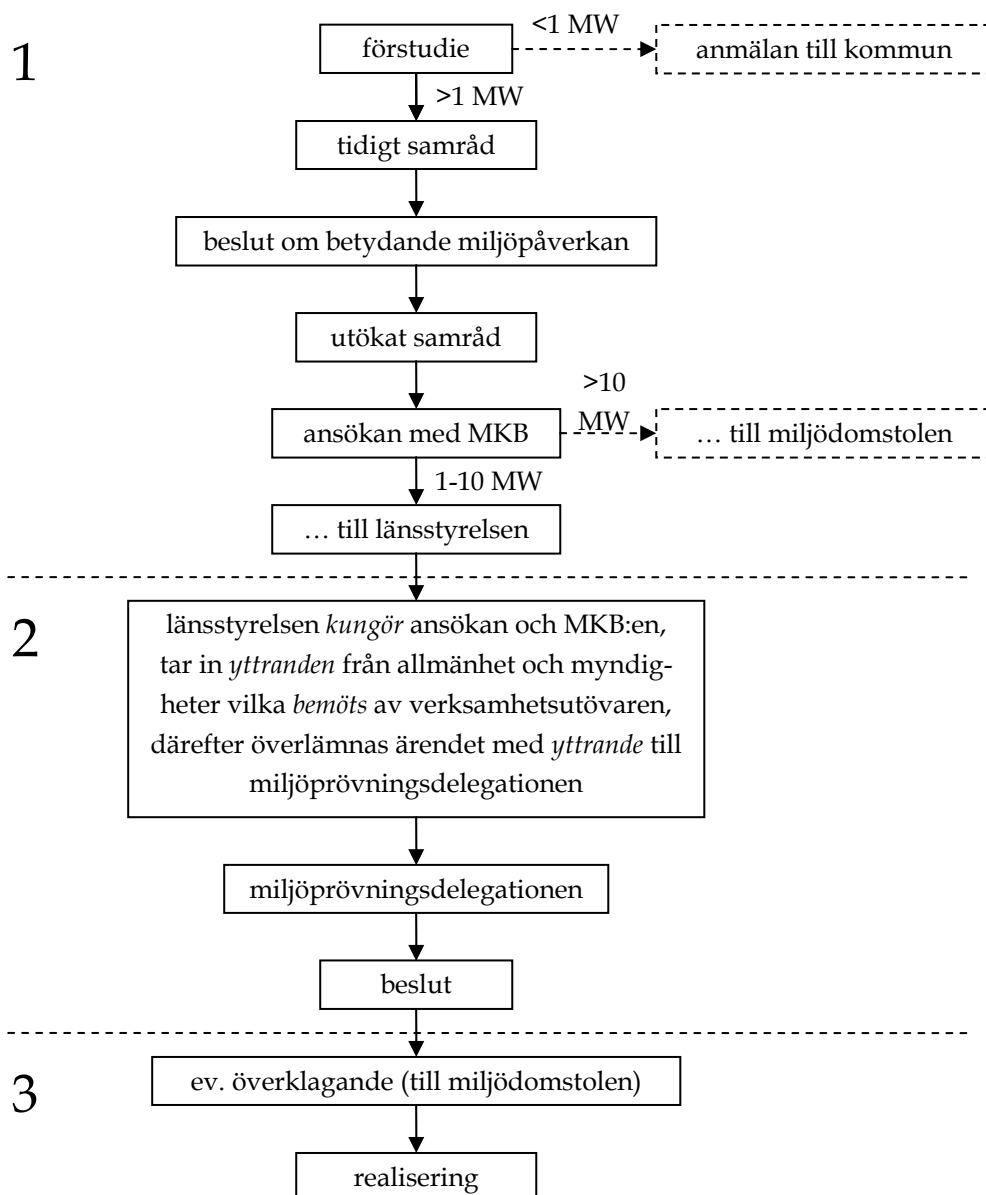 1
förstudie
<1 MW
anmälan till kommun
>1 MW
tidigt samråd
beslut om betydande miljöpåverkan
utökat samråd
>10
MW
ansökan med MKB
… till miljödomstolen
1-10 MW
… till länsstyrelsen
2
länsstyrelsen kungör ansökan och MKB:en,
tar in yttranden från allmänhet och myndig-
heter vilka bemöts av verksamhetsutövaren,
därefter överlämnas ärendet med yttrande till
miljöprövningsdelegationen
miljöprövningsdelegationen
beslut
3
ev. överklagande (till miljödomstolen)
realisering